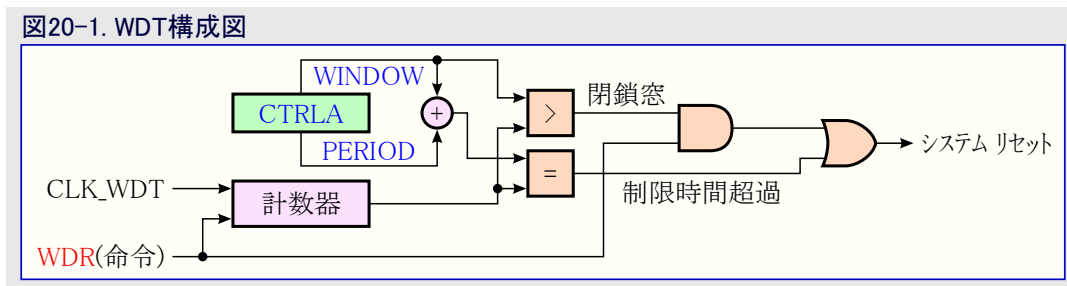 図20-1. WDT構成図
WINDOW
CTRLA
PERIOD
+
>
=
閉鎖窓
制限時間超過
システム リセット
CLK_WDT
計数器
WDR(命令)